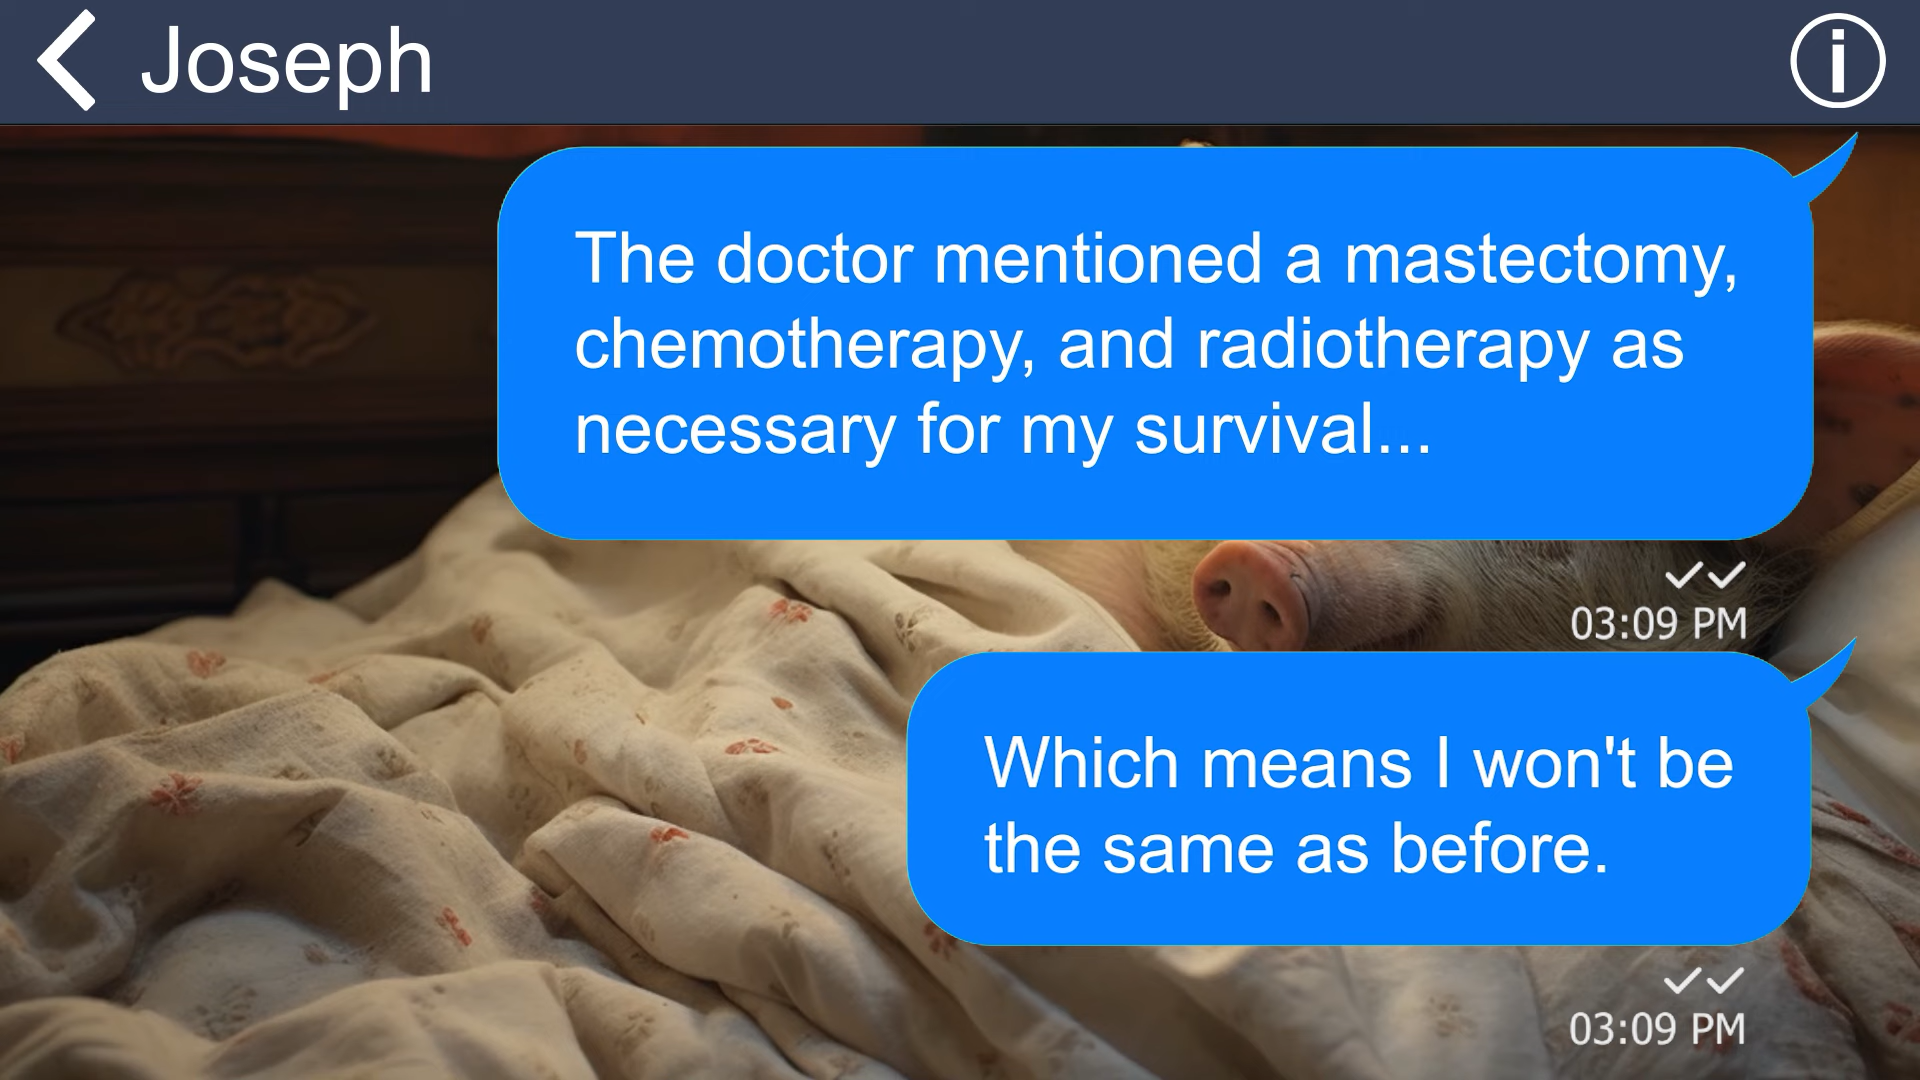 Joseph
The doctor mentioned a mastectomy,
chemotherapy, and radiotherapy as
necessary for my survival...
03:09 PM
Which means I won't be
the same as before.
03:09 PM